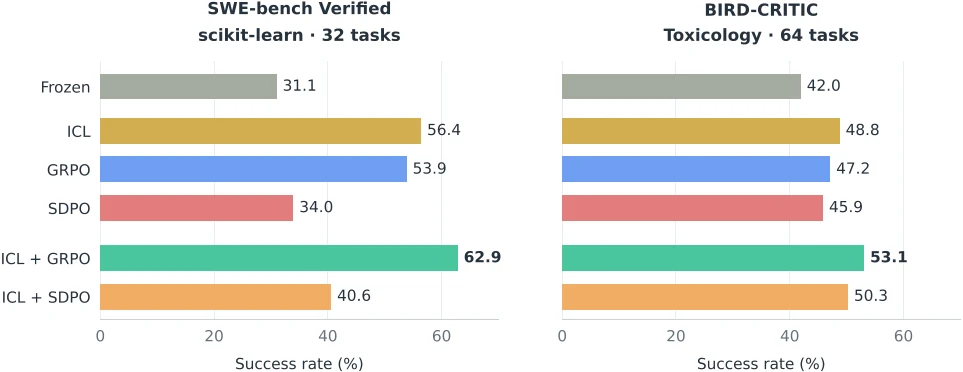 SWE-bench Verified
scikit-learn · 32 tasks
BIRD-CRITIC
Toxicology · 64 tasks
Frozen 31.1 42.0
ICL 56.4 48.8
GRPO 53.9 47.2
SDPO 34.0 45.9
ICL + GRPO 62.9 53.1
ICL + SDPO 40.6 50.3
0 20 40 60 0 20 40 60
Success rate (%) Success rate (%)